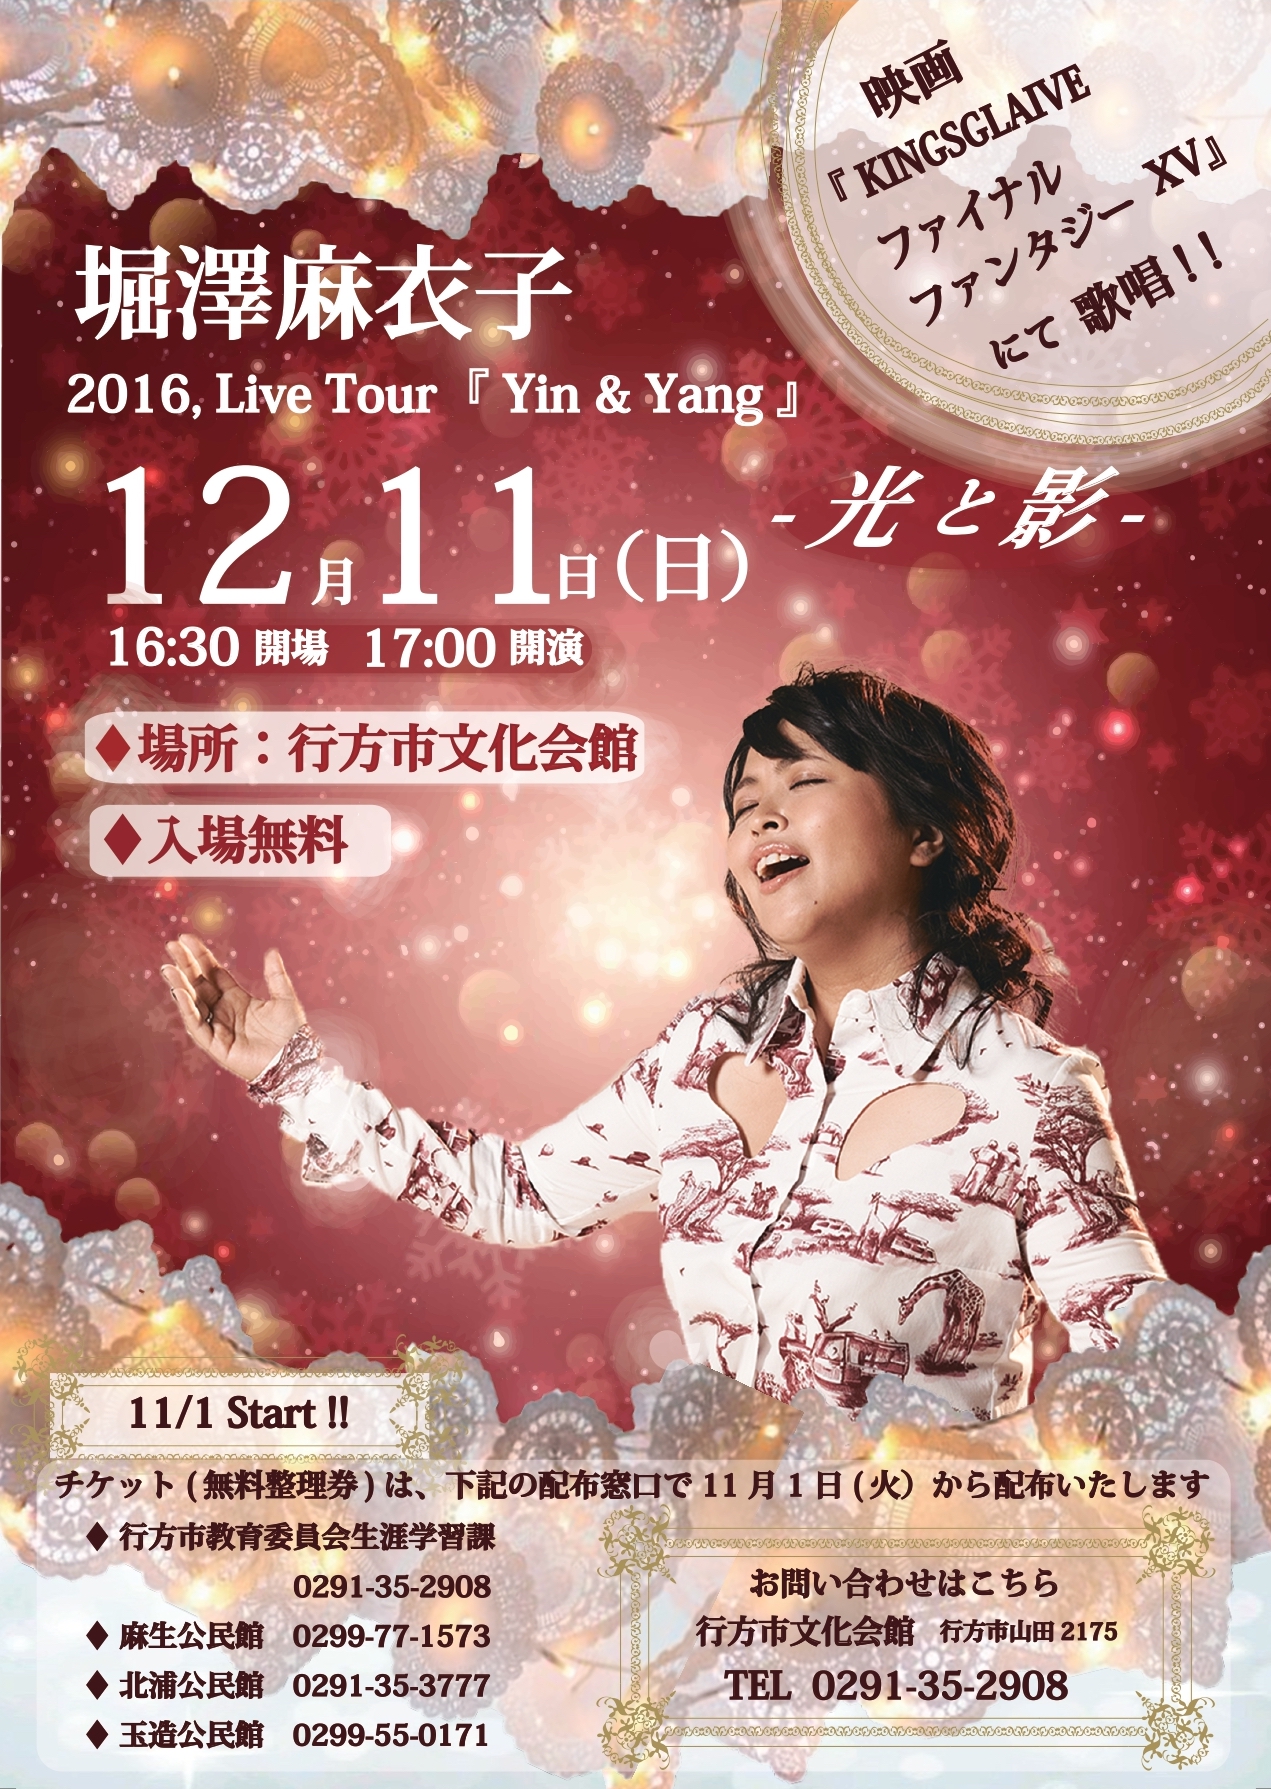 映画
『 KINGSGLAIVE
ファイナル
ファンタジー XV』
にて 歌唱!!
堀澤麻衣子
2016, Live Tour『 Yin & Yang 』
- 光と影 -
12月11日(日)
16:30 開場 17:00 開演
♦場所：行方市文化会館
♦入場無料
11/1 Start !!
チケット(無料整理券)は、下記の配布窓口で 11 月 1 日(火）から配布いたします
♦ 行方市教育委員会生涯学習課
0291-35-2908
♦ 麻生公民館 0299-77-1573
♦ 北浦公民館 0291-35-3777
♦ 玉造公民館 0299-55-0171
お問い合わせはこちら
行方市文化会館 行方市山田 2175
TEL 0291-35-2908